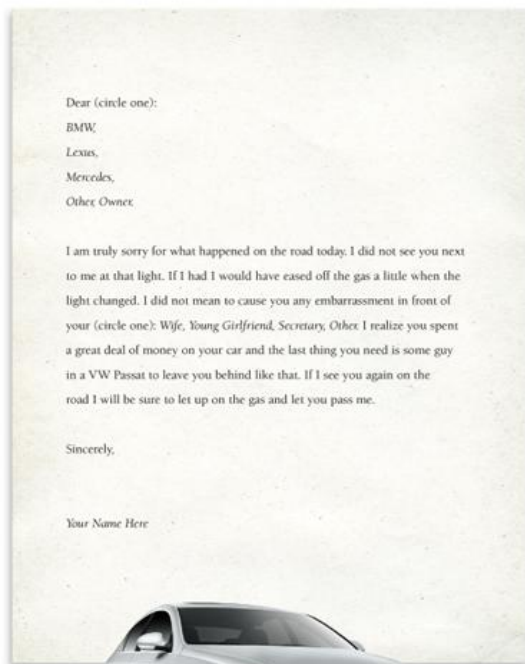 Dear (circle one):
BMW,
Lexus,
Mercedes,
Other, Owner.
I am truly sorry for what happened on the road today. I did not see you next
to me at that light. If I had I would have eased off the gas a little when the
light changed. I did not mean to cause you any embarrassment in front of
your (circle one): Wife, Young Girlfriend, Secretary, Other. I realize you spent
a great deal of money on your car and the last thing you need is some guy
in a VW Passat to leave you behind like that. If I see you again on the
road I will be sure to let up on the gas and let you pass me.
Sincerely,
Your Name Here